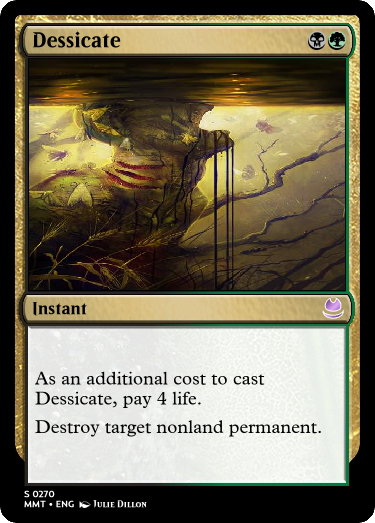 Dessicate
Instant
As an additional cost to cast
Dessicate, pay 4 life.
Destroy target nonland permanent.
S 0270
MMT • ENG Julie Dillon